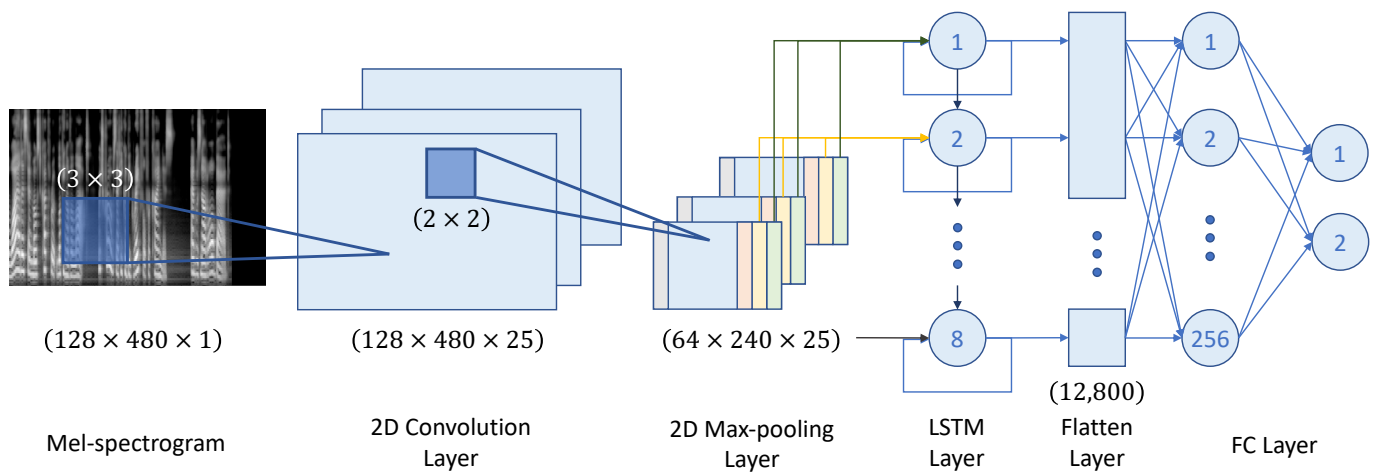 1
1
2
2
1
(3 × 3)
(2 × 2)
2
8
256
(128 × 480 × 1)
(128 × 480 × 25)
(64 × 240 × 25)
(12,800)
Mel-spectrogram
2D Convolution
Layer
2D Max-pooling
Layer
LSTM
Layer
Flatten
Layer
FC Layer